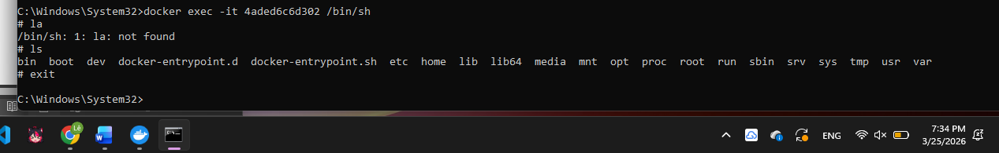 C:\Windows\System32>docker exec -it 4aded6c6d302 /bin/sh
# la
/bin/sh: 1: la: not found
# ls
bin  boot  dev  docker-entrypoint.d  docker-entrypoint.sh  etc  home  lib  lib64  media  mnt  opt  proc  root  run  sbin  srv  sys  tmp  usr  var
# exit
C:\Windows\System32>
Lê
W
C:\
ENG
7:34 PM
3/25/2026